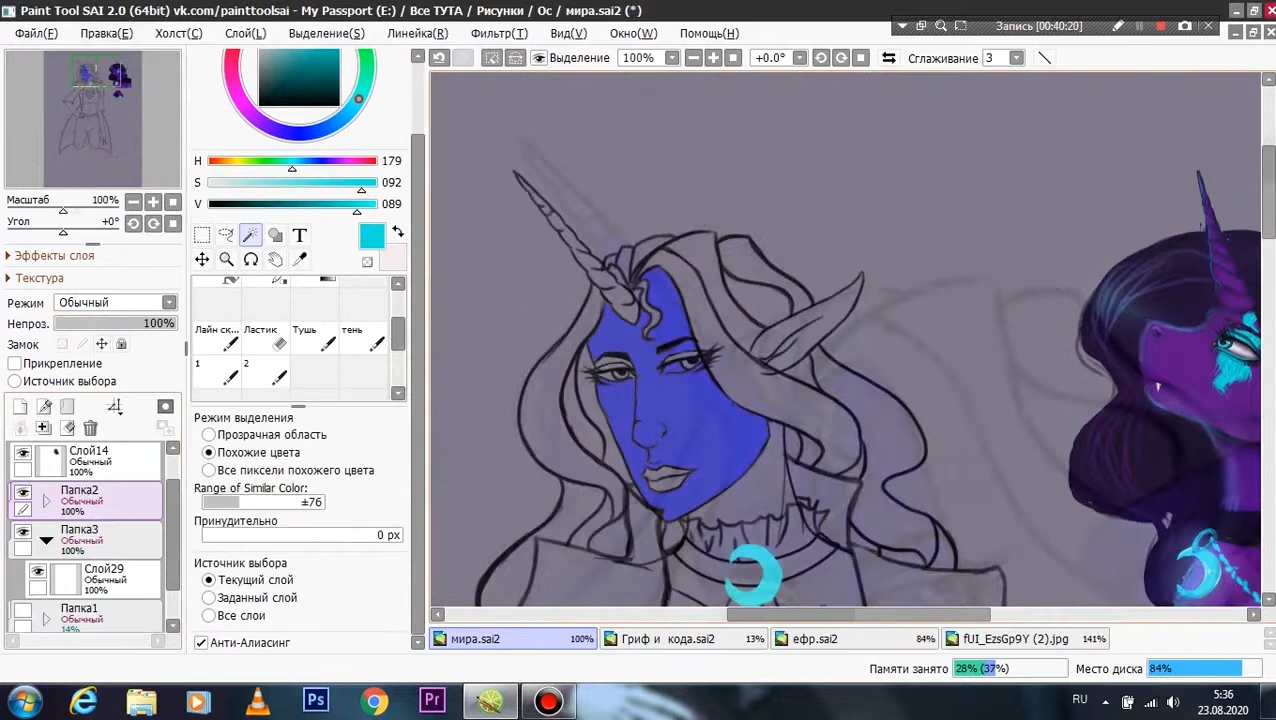 Paint Tool SAI 2.0 (64bit) vk.com/painttoolsai - My Passport (E:) / Все ТУТА / Рисунки / Ос / мира.sai2 (*)
Запись [00:40:20]
Файл(F) Правка(E) Холст(C) Слой(L) Выделение(S) Линейка(R) Фильтр(T) Вид(V) Окно(W) Помощь(H)
Выделение 100% +0.0° Сглаживание 3
H 179
S 092
V 089
Масштаб 100%
Угол +0°
Эффекты слоя
Текстура
Режим Обычный
Непроз. 100%
Замок
Прикрепление
Источник выбора
T
Лайн ск... Ластик Тушь тень
1 2
Слой14
Обычный
100%
Папка2
Обычный
100%
Папка3
Обычный
100%
Слой29
Обычный
100%
Папка1
Обычный
14%
Режим выделения
Прозрачная область
Похожие цвета
Все пиксели похожего цвета
Range of Similar Color:
±76
Принудительно
0 px
Источник выбора
Текущий слой
Заданный слой
Все слои
Анти-Алиасинг
мира.sai2 100% Гриф и кода.sai2 13% ефр.sai2 84% fUI_EzsGp9Y (2).jpg 141%
Памяти занято 28% (37%) Место диска 84%
Ps Pr RU 5:36
23.08.2020